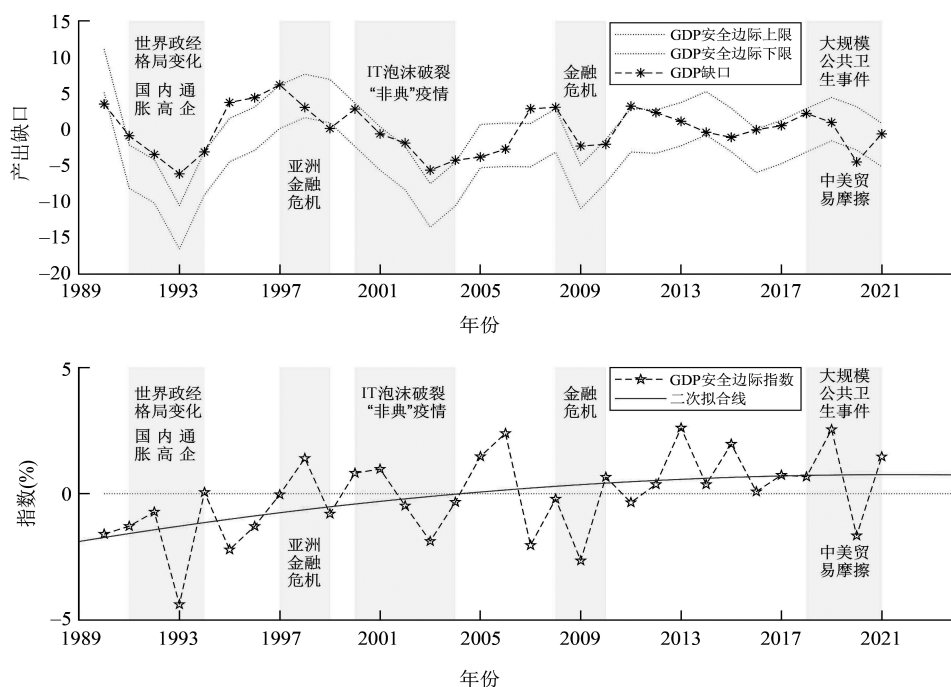 15
10
5
0
−5
−10
−15
−20
产出缺口
世界政经
格局变化
国内通
胀高企
亚洲
金融
危机
IT泡沫破裂
“非典”疫情
金融
危机
GDP安全边际上限
GDP安全边际下限
GDP缺口
大规模
公共卫
生事件
中美贸
易摩擦
1989 1993 1997 2001 2005 2009 2013 2017 2021
年份
5
0
−5
指数(%)
世界政经
格局变化
国内通
胀高企
亚洲
金融
危机
IT泡沫破裂
“非典”疫情
金融
危机
GDP安全边际指数
二次拟合线
大规模
公共卫
生事件
中美贸
易摩擦
1989 1993 1997 2001 2005 2009 2013 2017 2021
年份